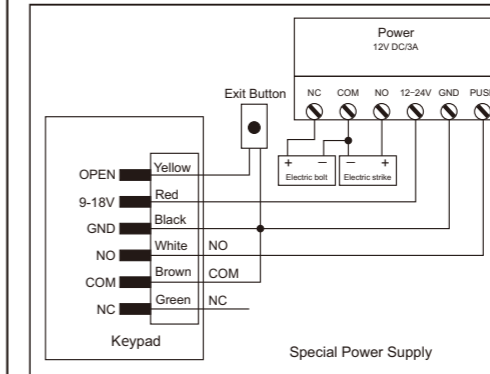 Power
12V DC/3A
NC COM NO 12~24V GND PUSH
Exit Button
+ − − +
Electric bolt Electric strike
OPEN Yellow
9-18V Red
GND Black
NO White NO
COM Brown COM
NC Green NC
Keypad
Special Power Supply